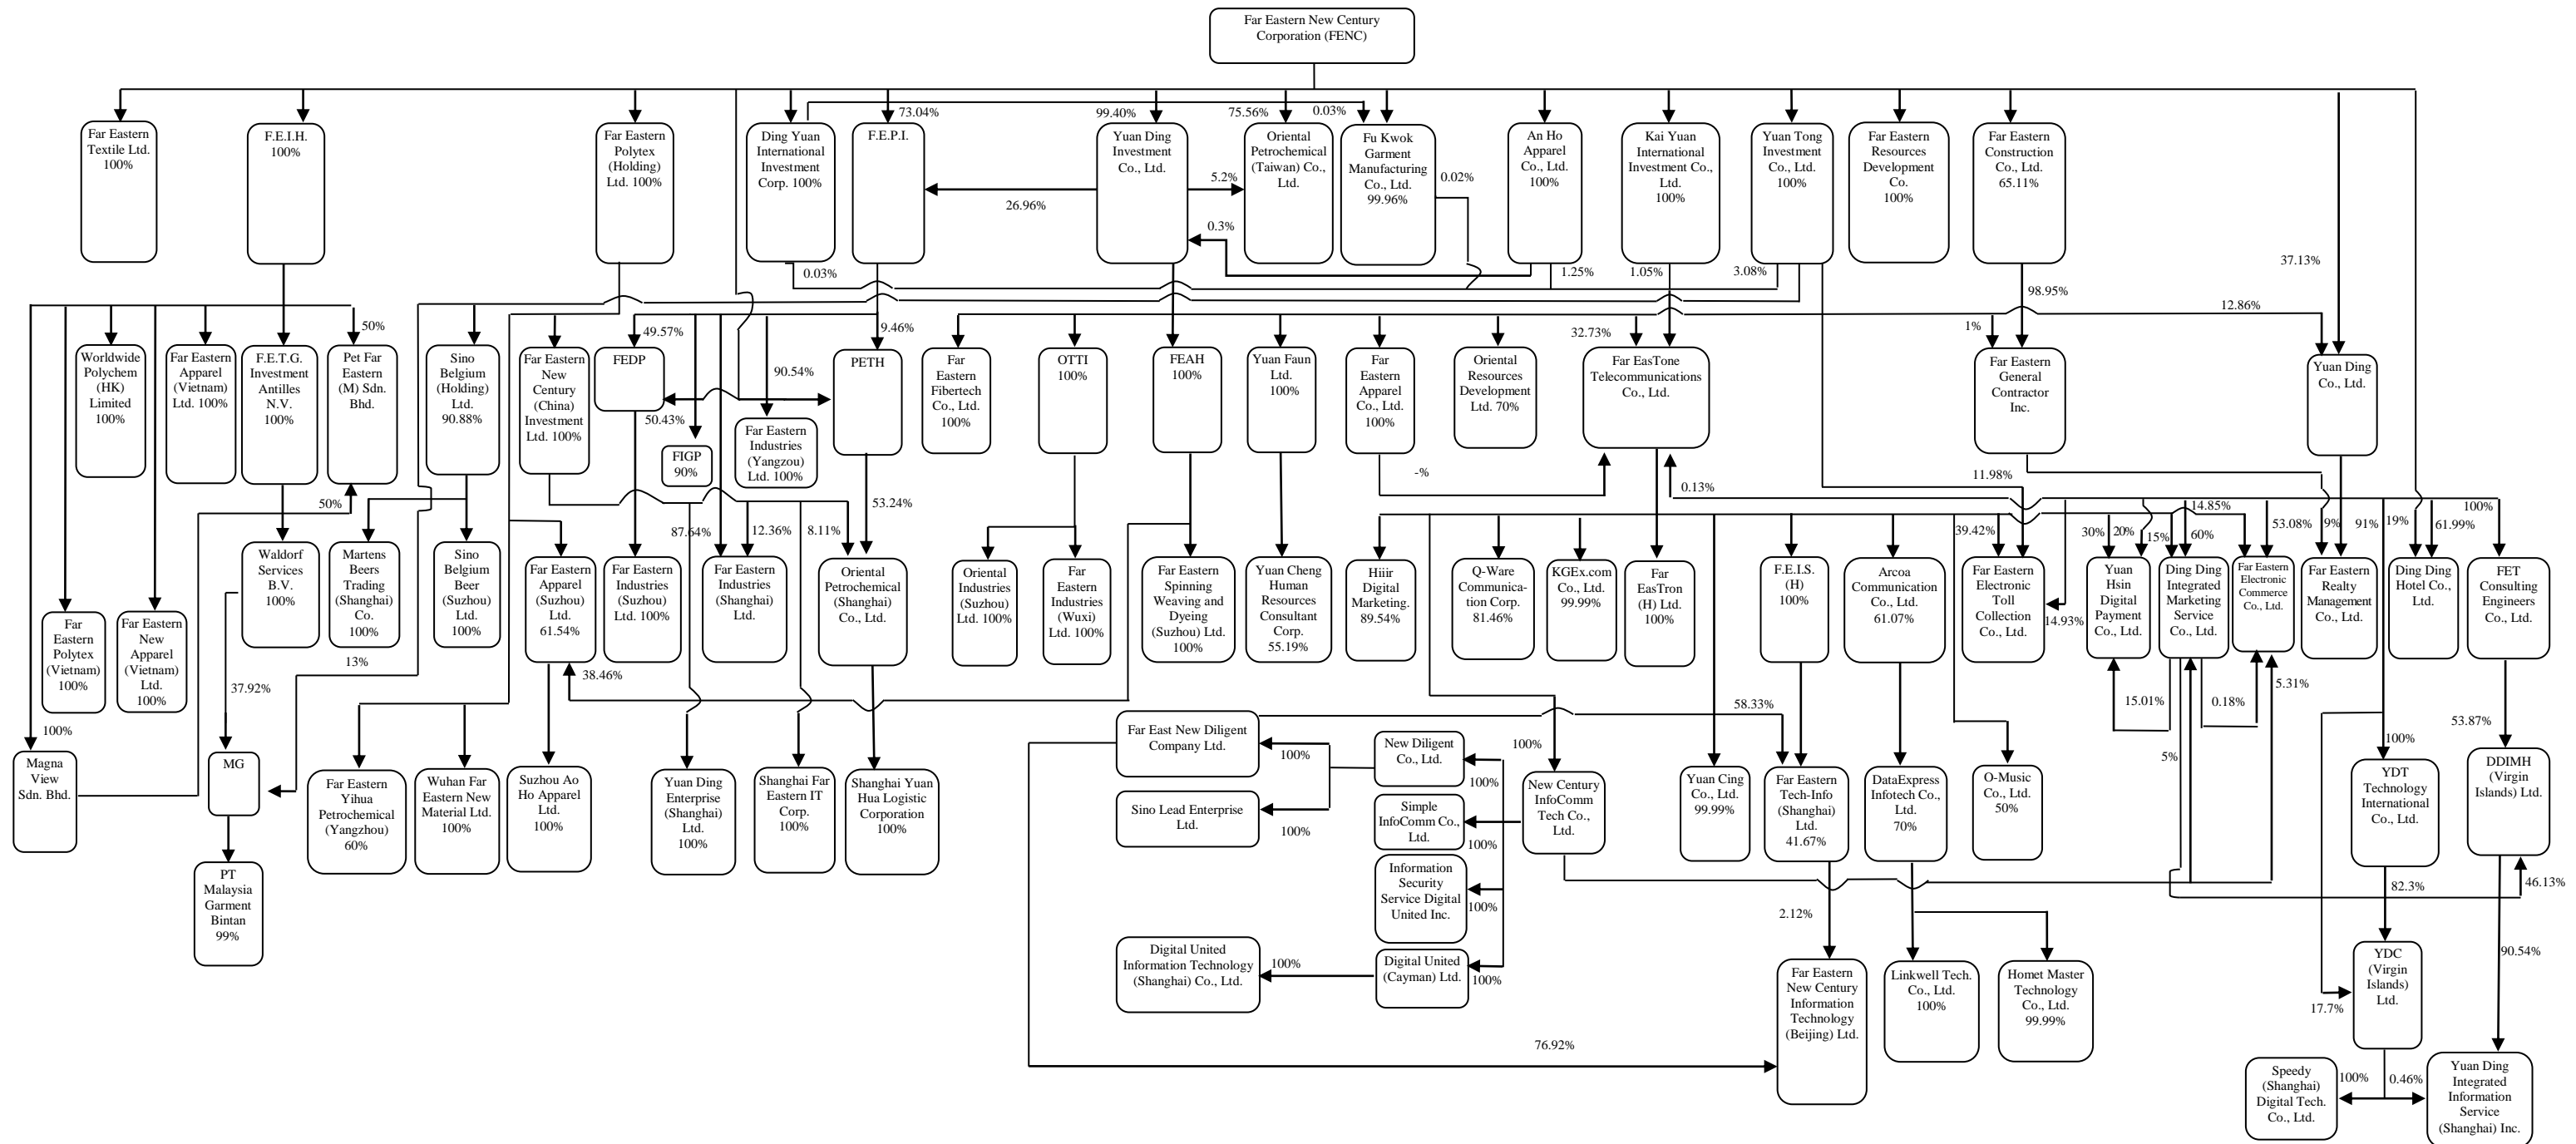 Far Eastern New Century
Corporation (FENC)
73.04%
99.40%
75.56%
0.03%
Far Eastern
Textile Ltd.
100%
F.E.I.H.
100%
Far Eastern
Polytex
(Holding)
Ltd. 100%
Ding Yuan
International
Investment
Corp. 100%
F.E.P.I.
Yuan Ding
Investment
Co., Ltd.
Oriental
Petrochemical
(Taiwan) Co.,
Ltd.
Fu Kwok
Garment
Manufacturing
Co., Ltd.
99.96%
An Ho
Apparel
Co., Ltd.
100%
Kai Yuan
International
Investment Co.,
Ltd.
100%
Yuan Tong
Investment
Co., Ltd.
100%
Far Eastern
Resources
Development
Co.
100%
Far Eastern
Construction
Co., Ltd.
65.11%
5.2%
0.02%
26.96%
0.3%
37.13%
0.03%
1.25%
1.05%
3.08%
98.95%
12.86%
50%
49.57%
9.46%
32.73%
1%
Worldwide
Polychem
(HK)
Limited
100%
Far Eastern
Apparel
(Vietnam)
Ltd. 100%
F.E.T.G.
Investment
Antilles
N.V.
100%
Pet Far
Eastern
(M) Sdn.
Bhd.
Sino
Belgium
(Holding)
Ltd.
90.88%
Far Eastern
New
Century
(China)
Investment
Ltd. 100%
FEDP
90.54%
PETH
Far
Eastern
Fibertech
Co., Ltd.
100%
OTTI
100%
FEAH
100%
Yuan Faun
Ltd.
100%
Far
Eastern
Apparel
Co., Ltd.
100%
Oriental
Resources
Development
Ltd. 70%
Far EasTone
Telecommunications
Co., Ltd.
Far Eastern
General
Contractor
Inc.
Yuan Ding
Co., Ltd.
50.43%
FIGP
90%
Far Eastern
Industries
(Yangzou)
Ltd. 100%
50%
53.24%
-%
0.13%
11.98%
14.85%
100%
87.64%
12.36%
8.11%
39.42%
30%
20%
15%
60%
53.08%
9%
91%
19%
61.99%
Waldorf
Services
B.V.
100%
Martens
Beers
Trading
(Shanghai)
Co.
100%
Sino
Belgium
Beer
(Suzhou)
Ltd.
100%
Far Eastern
Apparel
(Suzhou)
Ltd.
61.54%
Far Eastern
Industries
(Suzhou)
Ltd. 100%
Far Eastern
Industries
(Shanghai)
Ltd.
Oriental
Petrochemical
(Shanghai)
Co., Ltd.
Oriental
Industries
(Suzhou)
Ltd. 100%
Far
Eastern
Industries
(Wuxi)
Ltd. 100%
Far Eastern
Spinning
Weaving and
Dyeing
(Suzhou) Ltd.
100%
Yuan Cheng
Human
Resources
Consultant
Corp.
55.19%
Hiiir
Digital
Marketing.
89.54%
Q-Ware
Communica-
tion Corp.
81.46%
KGEx.com
Co., Ltd.
99.99%
Far
EasTron
(H) Ltd.
100%
F.E.I.S.
(H)
100%
Arcoa
Communication
Co., Ltd.
61.07%
Far Eastern
Electronic
Toll
Collection
Co., Ltd.
14.93%
Yuan
Hsin
Digital
Payment
Co., Ltd.
Ding Ding
Integrated
Marketing
Service
Co., Ltd.
Far Eastern
Electronic
Commerce
Co., Ltd.
Far Eastern
Realty
Management
Co., Ltd.
Ding Ding
Hotel Co.,
Ltd.
FET
Consulting
Engineers
Co., Ltd.
Far
Eastern
Polytex
(Vietnam)
100%
Far Eastern
New
Apparel
(Vietnam)
Ltd.
100%
13%
37.92%
38.46%
15.01%
0.18%
5.31%
58.33%
100%
53.87%
5%
100%
Magna
View
Sdn. Bhd.
MG
Far Eastern
Yihua
Petrochemical
(Yangzhou)
60%
Wuhan Far
Eastern New
Material Ltd.
100%
Suzhou Ao
Ho Apparel
Ltd.
100%
Yuan Ding
Enterprise
(Shanghai)
Ltd.
100%
Shanghai Far
Eastern IT
Corp.
100%
Shanghai Yuan
Hua Logistic
Corporation
100%
Far East New Diligent
Company Ltd.
100%
New Diligent
Co., Ltd.
100%
100%
Sino Lead Enterprise
Ltd.
100%
Simple
InfoComm Co.,
Ltd.
100%
New Century
InfoComm
Tech Co.,
Ltd.
Yuan Cing
Co., Ltd.
99.99%
Far Eastern
Tech-Info
(Shanghai)
Ltd.
41.67%
DataExpress
Infotech Co.,
Ltd.
70%
O-Music
Co., Ltd.
50%
YDT
Technology
International
Co., Ltd.
DDIMH
(Virgin
Islands) Ltd.
PT
Malaysia
Garment
Bintan
99%
Information
Security
Service Digital
United Inc.
100%
82.3%
46.13%
2.12%
Digital United
Information Technology
(Shanghai) Co., Ltd.
100%
Digital United
(Cayman) Ltd.
100%
Far Eastern
New Century
Information
Technology
(Beijing) Ltd.
Linkwell Tech.
Co., Ltd.
100%
Homet Master
Technology
Co., Ltd.
99.99%
YDC
(Virgin
Islands)
Ltd.
90.54%
17.7%
76.92%
Speedy
(Shanghai)
Digital Tech.
Co., Ltd.
100%
0.46%
Yuan Ding
Integrated
Information
Service
(Shanghai) Inc.